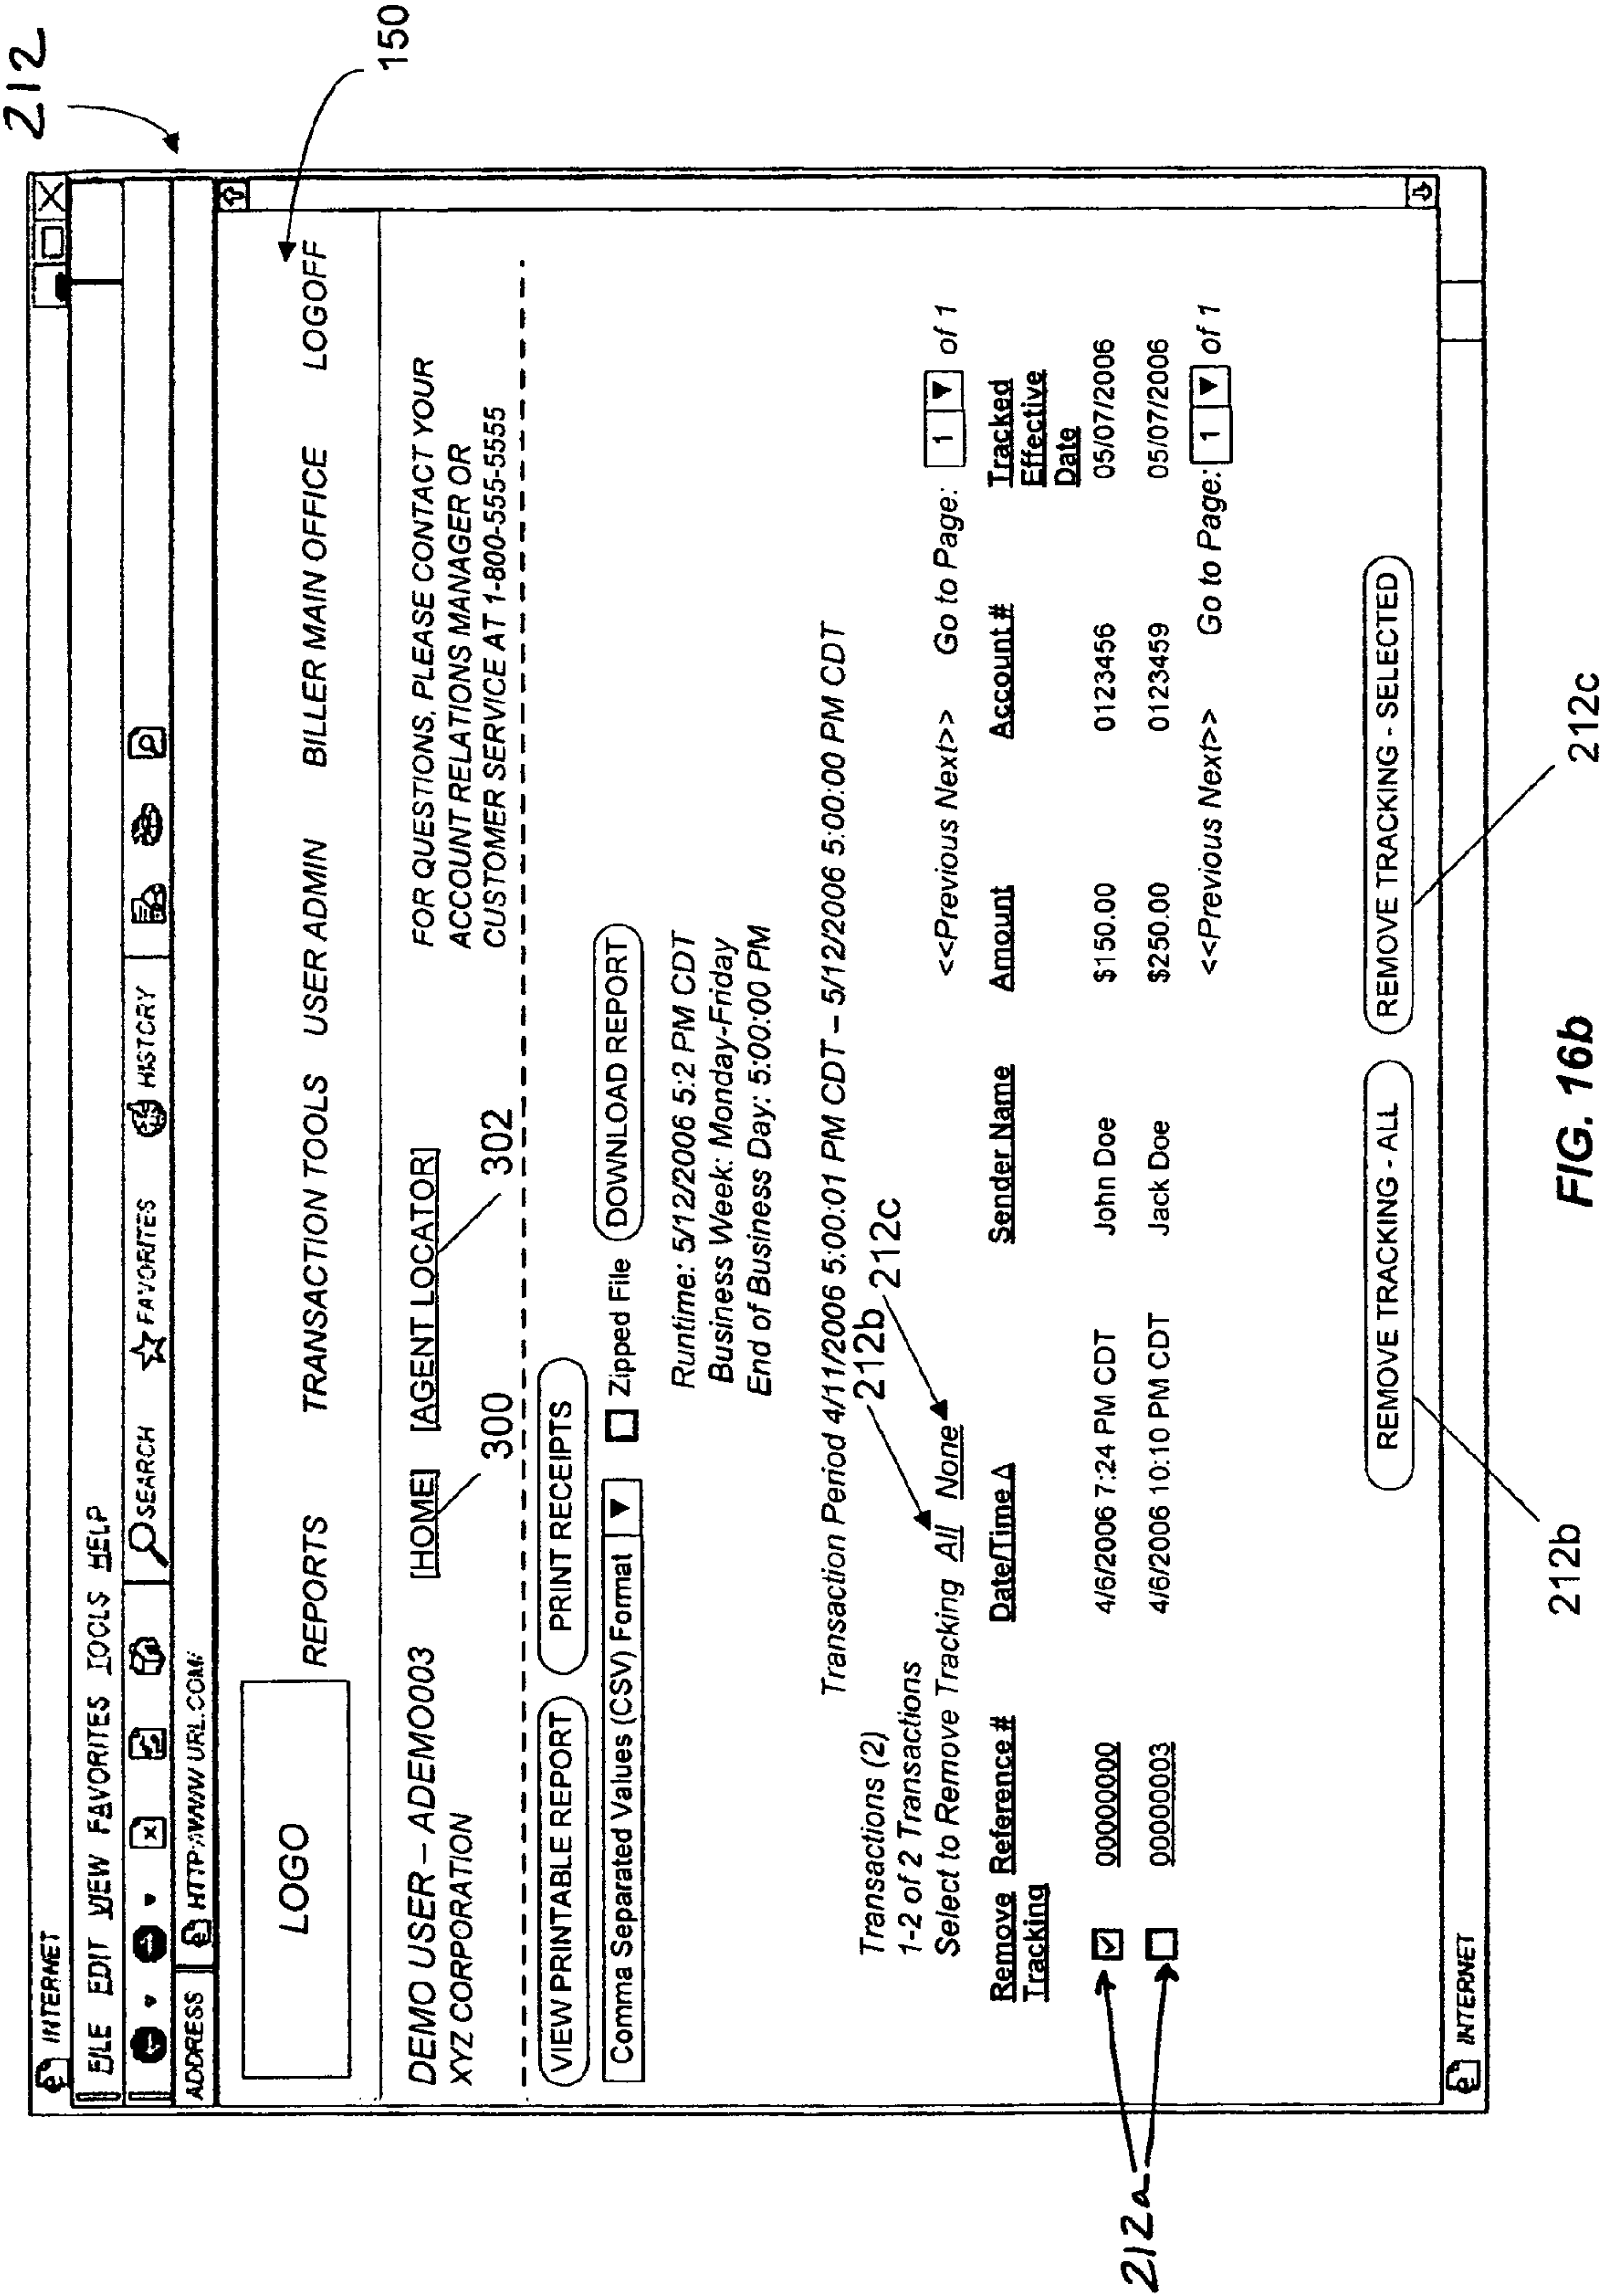 212
INTERNET
FILE EDIT VIEW FAVORITES TOOLS HELP
SEARCH FAVORITES HISTORY
ADDRESS HTTP://WWW URL.COM/
150
LOGO
REPORTS TRANSACTION TOOLS USER ADMIN BILLER MAIN OFFICE LOGOFF
DEMO USER – ADEMO003 [HOME] [AGENT LOCATOR] FOR QUESTIONS, PLEASE CONTACT YOUR
XYZ CORPORATION ACCOUNT RELATIONS MANAGER OR
300 302 CUSTOMER SERVICE AT 1-800-555-5555
VIEW PRINTABLE REPORT PRINT RECEIPTS
Comma Separated Values (CSV) Format Zipped File DOWNLOAD REPORT
Runtime: 5/12/2006 5:2 PM CDT
Business Week: Monday-Friday
End of Business Day: 5:00:00 PM
Transaction Period 4/11/2006 5:00:01 PM CDT – 5/12/2006 5:00:00 PM CDT
Transactions (2) 212b 212c
1-2 of 2 Transactions
Select to Remove Tracking All None <<Previous Next>> Go to Page: 1 of 1
Remove Reference # Date/Time Δ Sender Name Amount Account # Tracked
Tracking Effective
Date
00000000 4/6/2006 7:24 PM CDT John Doe $150.00 0123456 05/07/2006
00000003 4/6/2006 10:10 PM CDT Jack Doe $250.00 0123459 05/07/2006
212a
<<Previous Next>> Go to Page: 1 of 1
REMOVE TRACKING - ALL REMOVE TRACKING - SELECTED
INTERNET
212b 212c
FIG. 16b